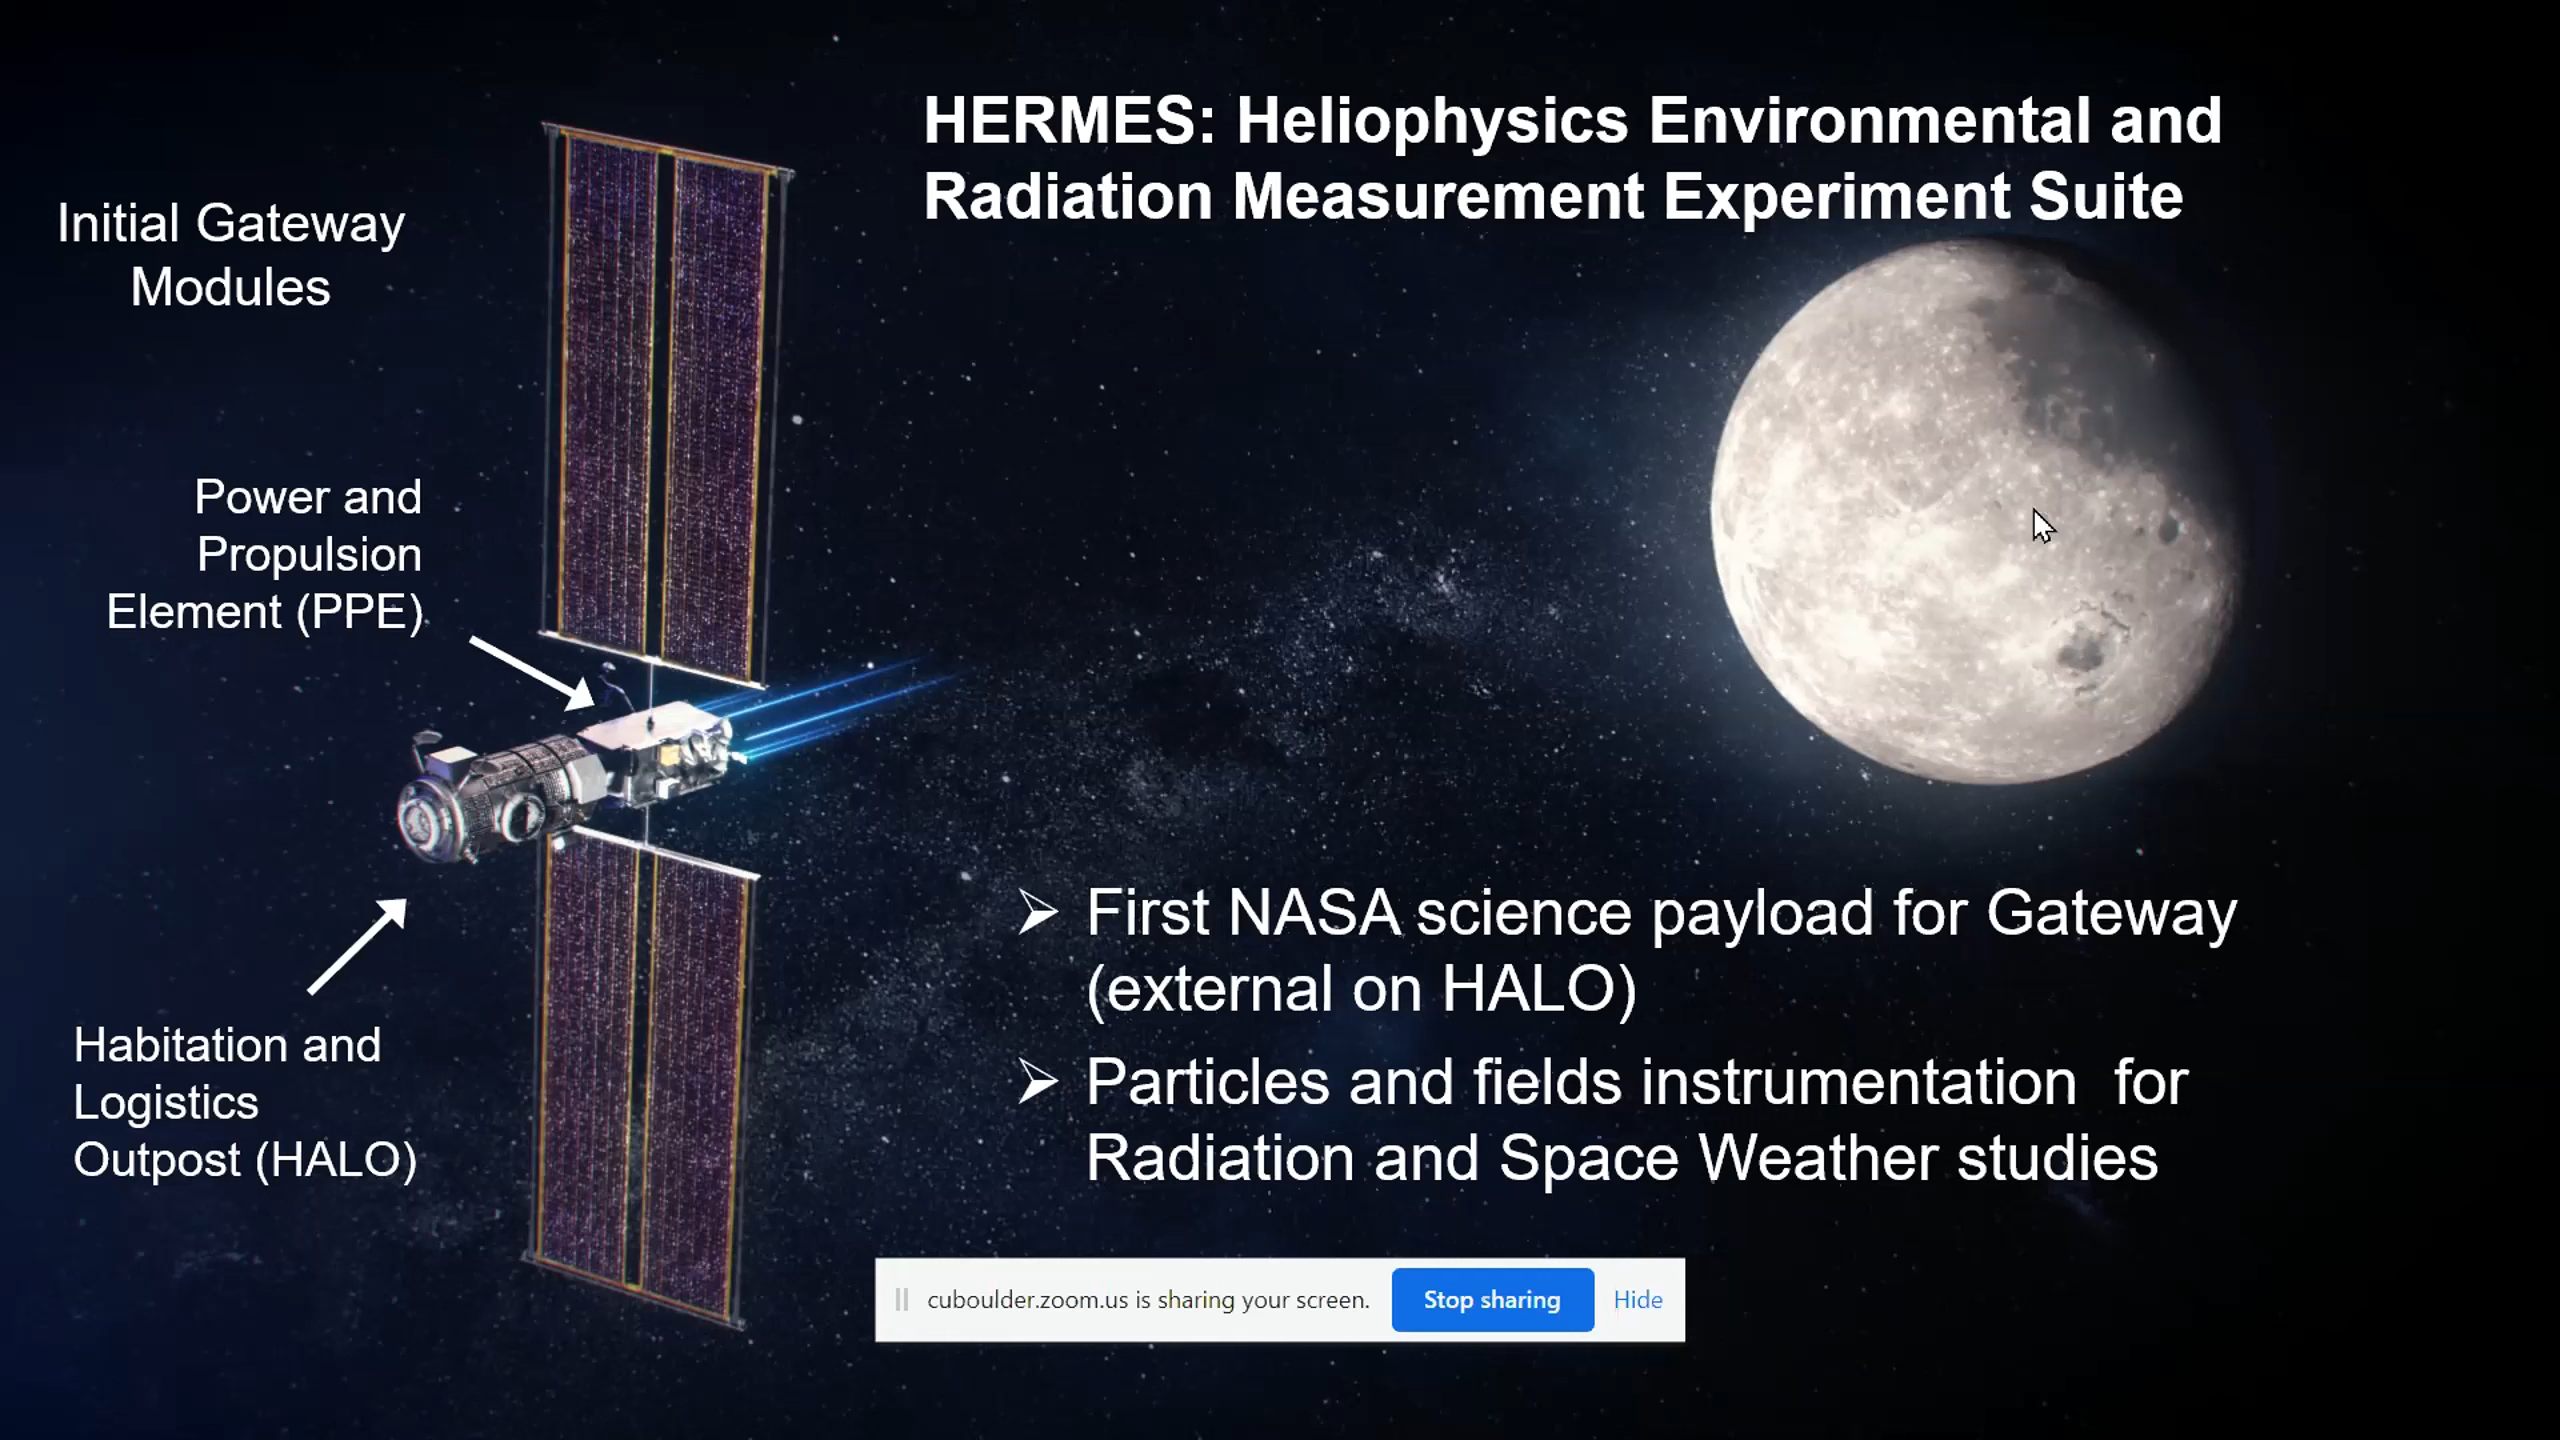 HERMES: Heliophysics Environmental and
Radiation Measurement Experiment Suite
Initial Gateway
Modules
Power and
Propulsion
Element (PPE)
Habitation and
Logistics
Outpost (HALO)
➢ First NASA science payload for Gateway
(external on HALO)
➢ Particles and fields instrumentation  for
Radiation and Space Weather studies
cuboulder.zoom.us is sharing your screen. Stop sharing Hide